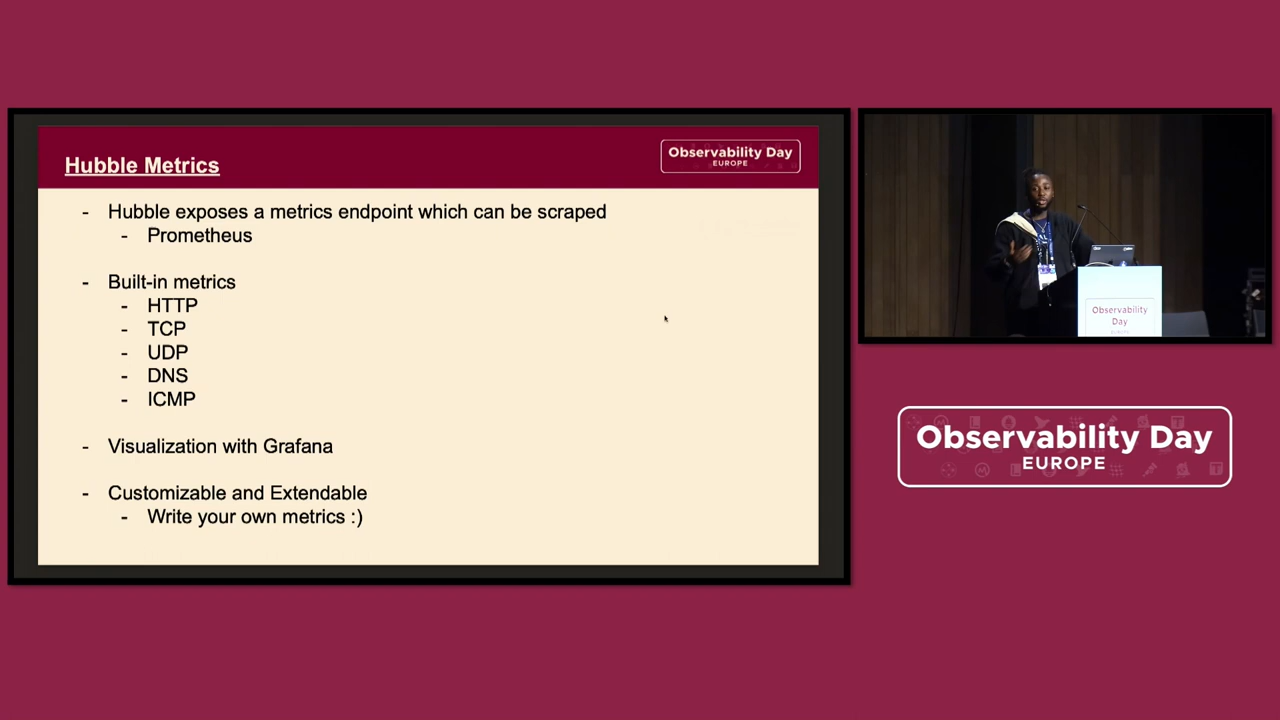 Hubble Metrics
Observability Day
EUROPE
- Hubble exposes a metrics endpoint which can be scraped
- Prometheus
- Built-in metrics
- HTTP
- TCP
- UDP
- DNS
- ICMP
- Visualization with Grafana
- Customizable and Extendable
- Write your own metrics :)
Observability
Day
EUROPE
Observability Day
EUROPE